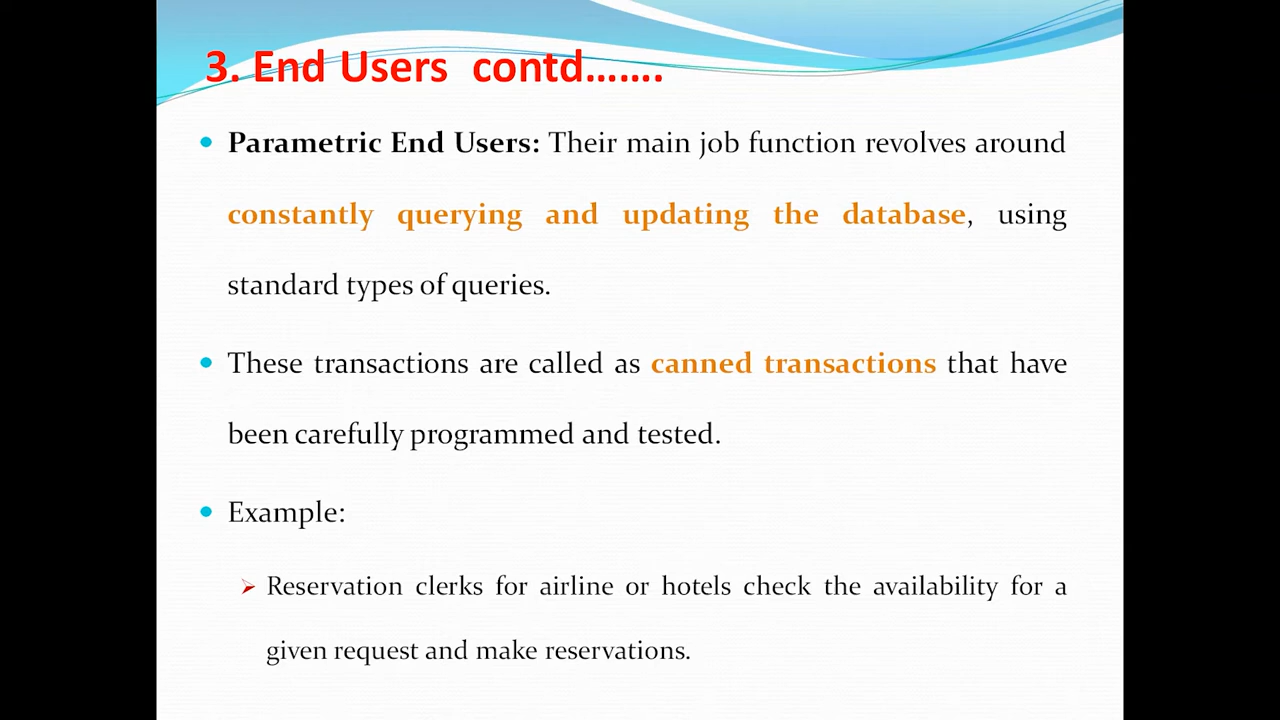 3. End Users contd.......
Parametric End Users: Their main job function revolves around
constantly querying and updating the database, using
standard types of queries.
These transactions are called as canned transactions that have
been carefully programmed and tested.
Example:
Reservation clerks for airline or hotels check the availability for a
given request and make reservations.